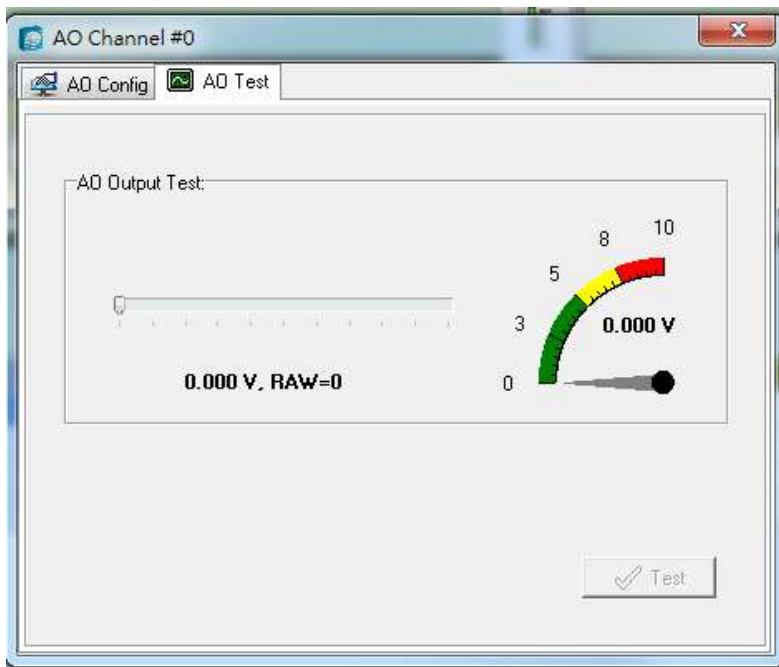 AO Channel #0
AO Config
AO Test
AO Output Test:
10
8
5
3
0.000 V
0
0.000 V, RAW=0
Test